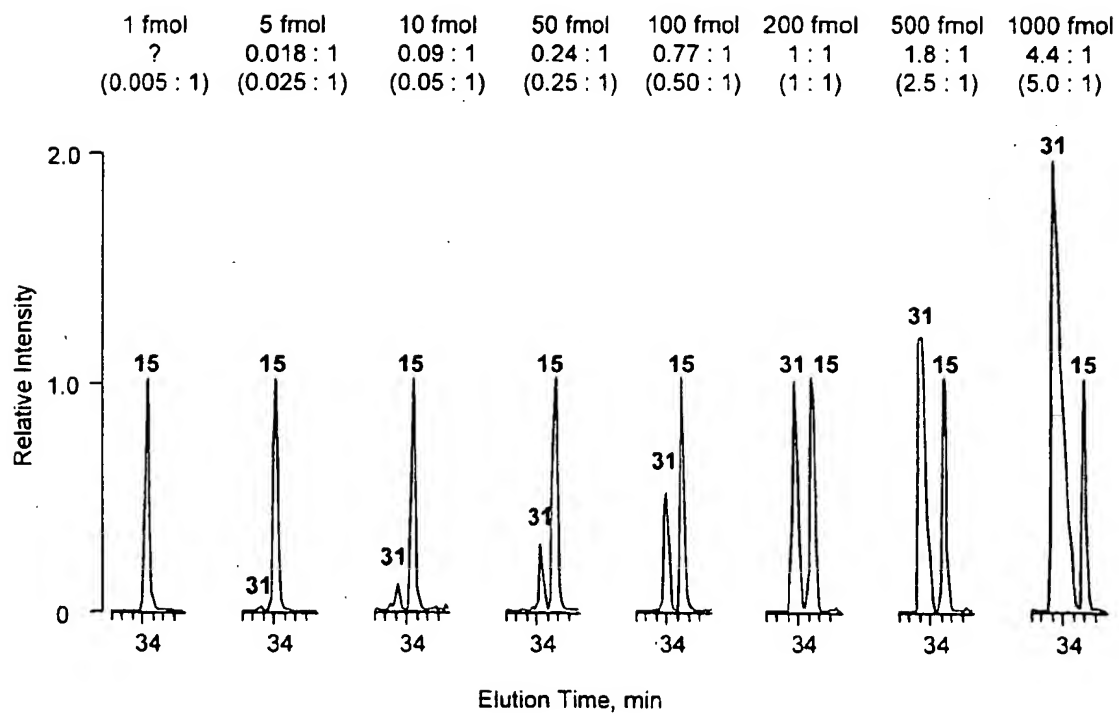 1 fmol 5 fmol 10 fmol 50 fmol 100 fmol 200 fmol 500 fmol 1000 fmol
? 0.018 : 1 0.09 : 1 0.24 : 1 0.77 : 1 1 : 1 1.8 : 1 4.4 : 1
(0.005 : 1) (0.025 : 1) (0.05 : 1) (0.25 : 1) (0.50 : 1) (1 : 1) (2.5 : 1) (5.0 : 1)
31
2.0
31
15 15 15 15 15 31 15 15 15
1.0
31
31
31
31
0
34 34 34 34 34 34 34 34
Relative Intensity
Elution Time, min